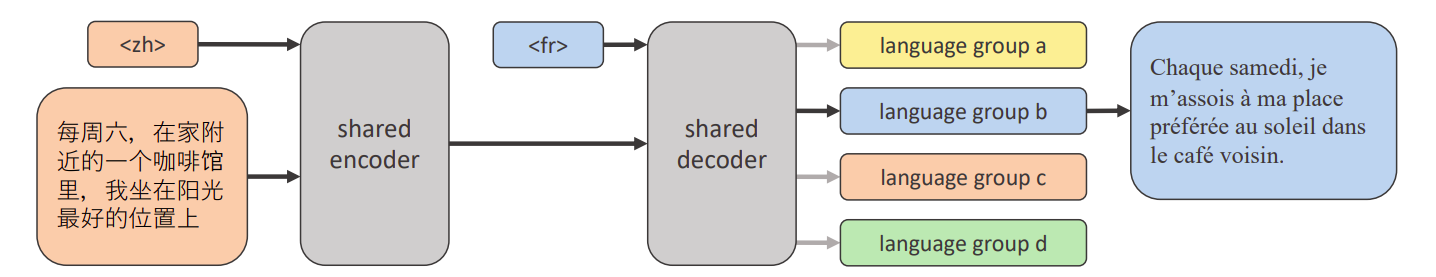 <zh>
每周六，在家附
近的一个咖啡馆
里，我坐在阳光
最好的位置上
shared
encoder
<fr>
shared
decoder
language group a
language group b
language group c
language group d
Chaque samedi, je
m’assois à ma place
préférée au soleil dans
le café voisin.